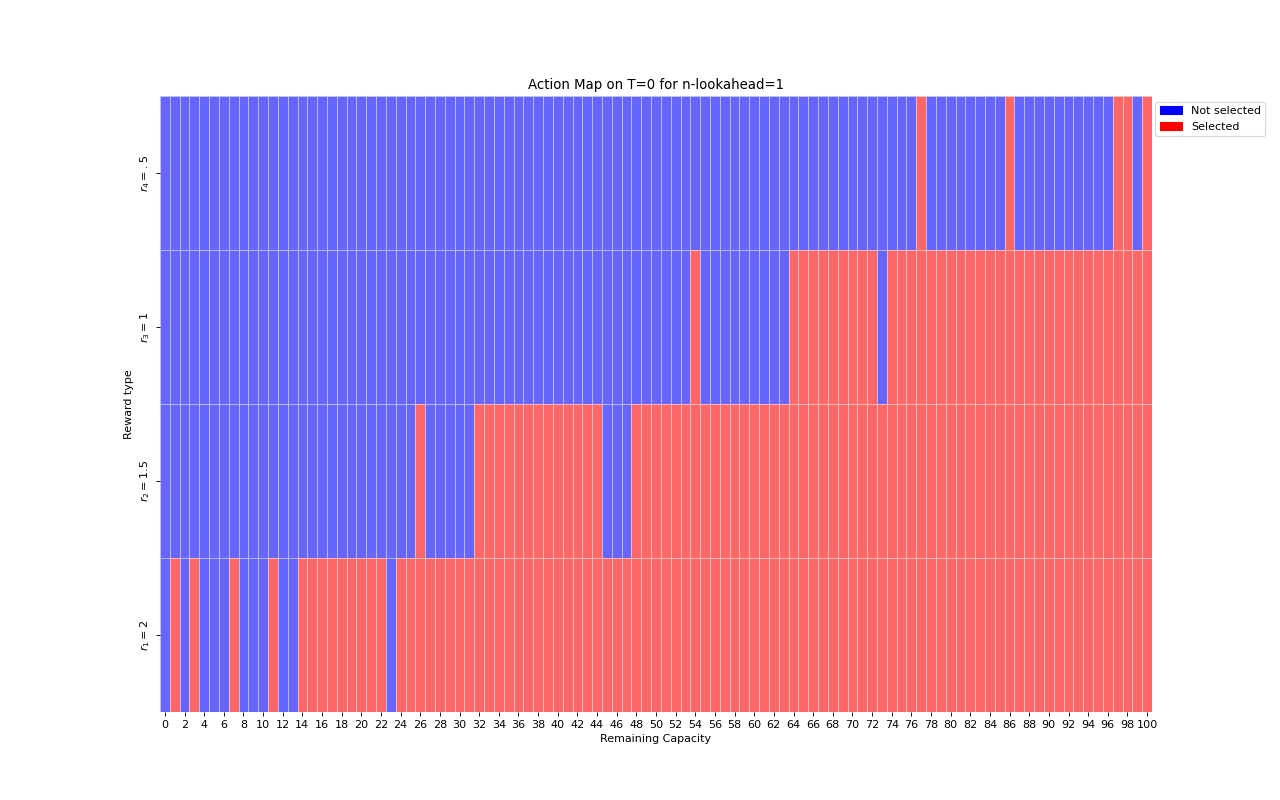 Action Map on T=0 for n-lookahead=1
Not selected
Selected
r₄ = .5
r₃ = 1
r₂ = 1.5
r₁ = 2
Reward type
0 2 4 6 8 10 12 14 16 18 20 22 24 26 28 30 32 34 36 38 40 42 44 46 48 50 52 54 56 58 60 62 64 66 68 70 72 74 76 78 80 82 84 86 88 90 92 94 96 98 100
Remaining Capacity